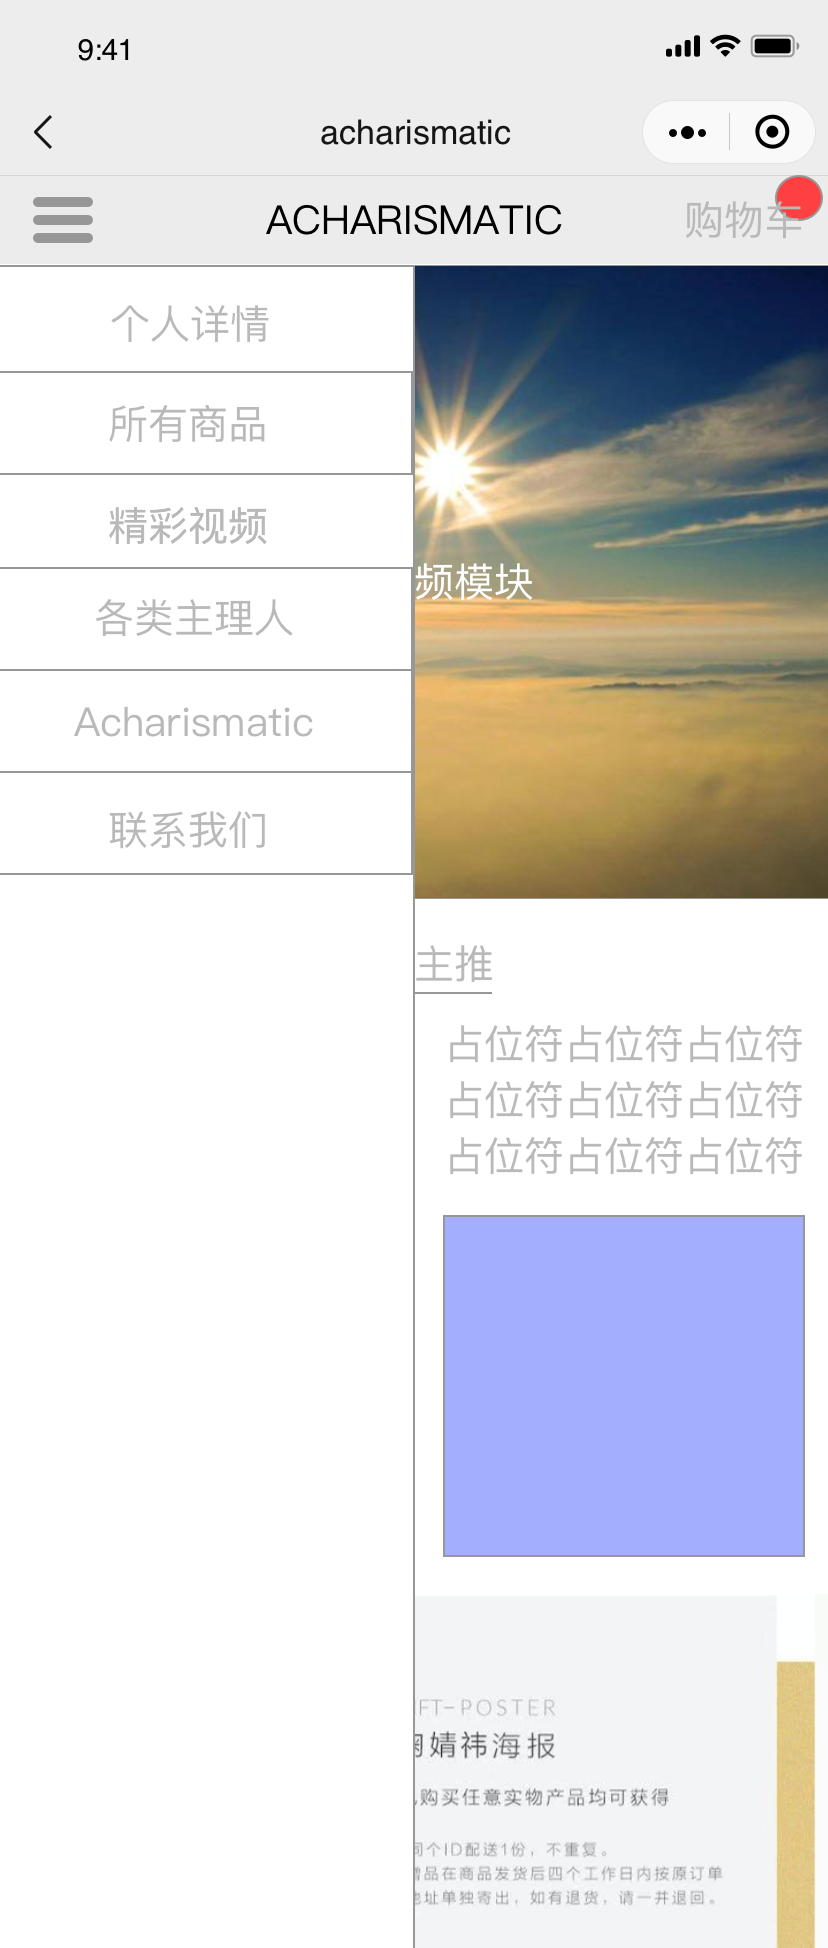 9:41
acharismatic
ACHARISMATIC
购物车
个人详情
所有商品
精彩视频
各类主理人
Acharismatic
联系我们
频模块
主推
占位符占位符占位符
占位符占位符占位符
占位符占位符占位符
FT-POSTER
婧祎海报
购买任意实物产品均可获得
同个ID配送1份，不重复。
品在商品发货后四个工作日内按原订单
址单独寄出，如有退货，请一并退回。